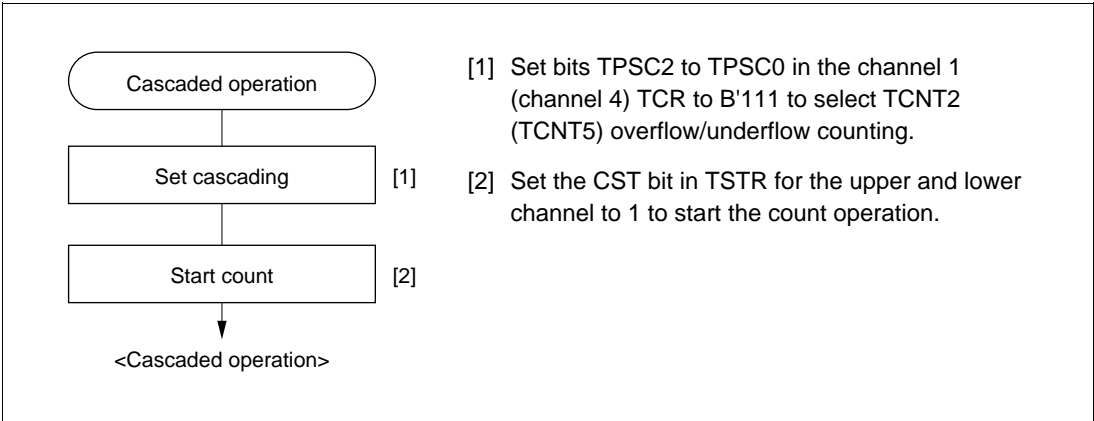 Cascaded operation
Set cascading
[1]
Start count
[2]
<Cascaded operation>
[1] Set bits TPSC2 to TPSC0 in the channel 1
(channel 4) TCR to B'111 to select TCNT2
(TCNT5) overflow/underflow counting.
[2] Set the CST bit in TSTR for the upper and lower
channel to 1 to start the count operation.